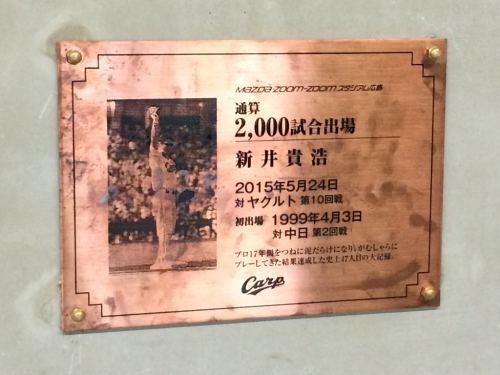 MAZDA ZOOM-ZOOM スタジアム広島
通算
2,000試合出場
新井貴浩
2015年5月24日
対 ヤクルト 第10回戦
初出場 1999年4月3日
対 中日 第2回戦
プロ17年間をつねに泥だらけになりがむしゃらに
プレーしてきた結果達成した史上47人目の大記録。
Carp